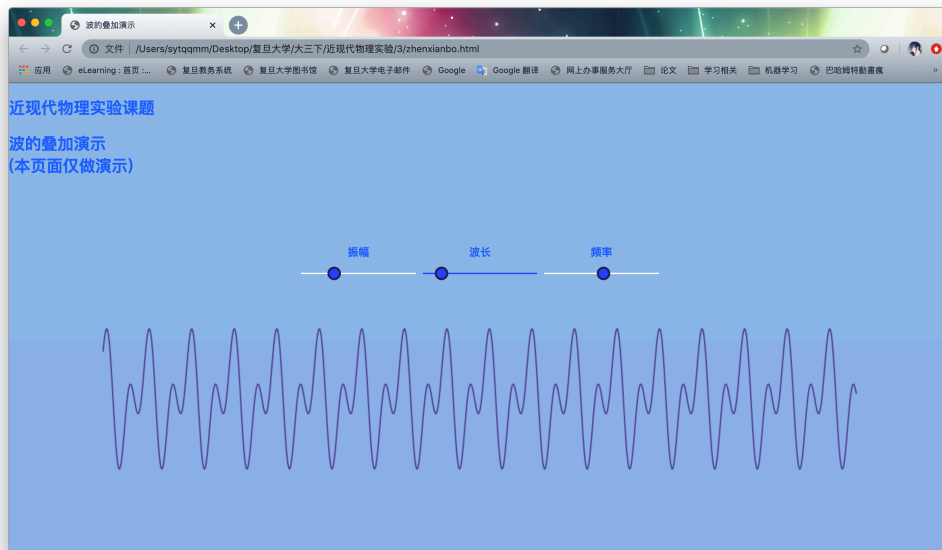 波的叠加演示
文件 | /Users/sytqqmm/Desktop/复旦大学/大三下/近现代物理实验/3/zhenxianbo.html
应用 eLearning : 首页 :... 复旦教务系统 复旦大学图书馆 复旦大学电子邮件 Google Google 翻译 网上办事服务大厅 论文 学习相关 机器学习 巴哈姆特動畫瘋 »
近现代物理实验课题
波的叠加演示
(本页面仅做演示)
振幅 波长 频率